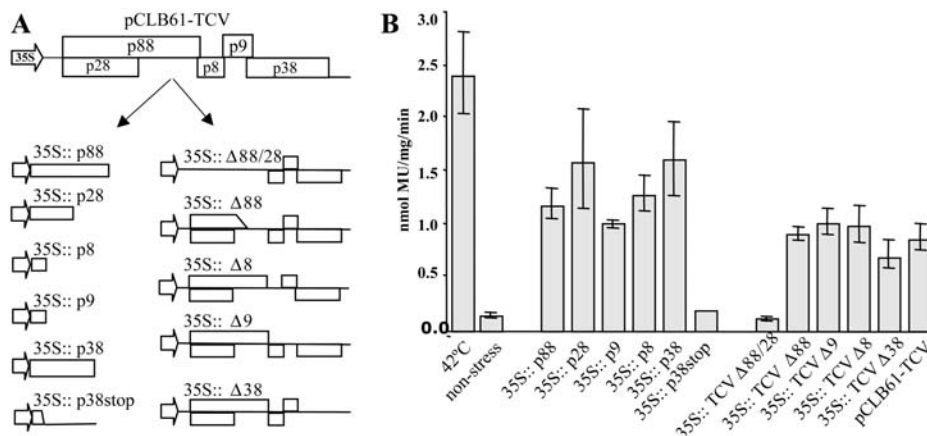 A
pCLB61-TCV
35S
p88
p9
p28
p8
p38
35S:: p88
35S:: p28
35S:: p8
35S:: p9
35S:: p38
35S:: p38stop
35S:: Δ88/28
35S:: Δ88
35S:: Δ8
35S:: Δ9
35S:: Δ38
B
nmol MU/mg/min
3.0
2.5
2.0
1.5
1.0
0.5
0.0
42°C
non-stress
35S:: p88
35S:: p28
35S:: p9
35S:: p8
35S:: p38
35S:: p38stop
35S:: TCV Δ88/28
35S:: TCV Δ88
35S:: TCV Δ9
35S:: TCV Δ8
35S:: TCV Δ38
pCLB61-TCV